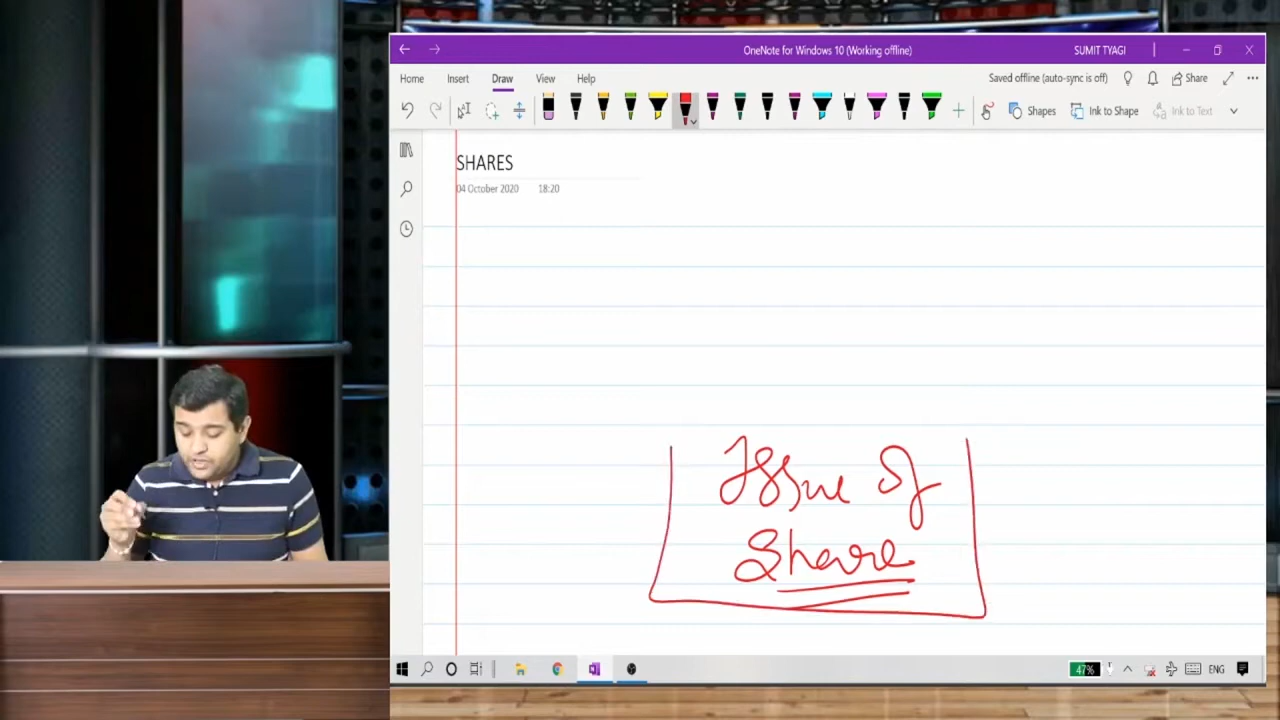 OneNote for Windows 10 (Working offline)
SUMIT TYAGI
Home Insert Draw View Help
Saved offline (auto-sync is off)
Share
Shapes
Ink to Shape
Ink to Text
SHARES
04 October 2020 18:20
Issue of
Share
47%
ENG